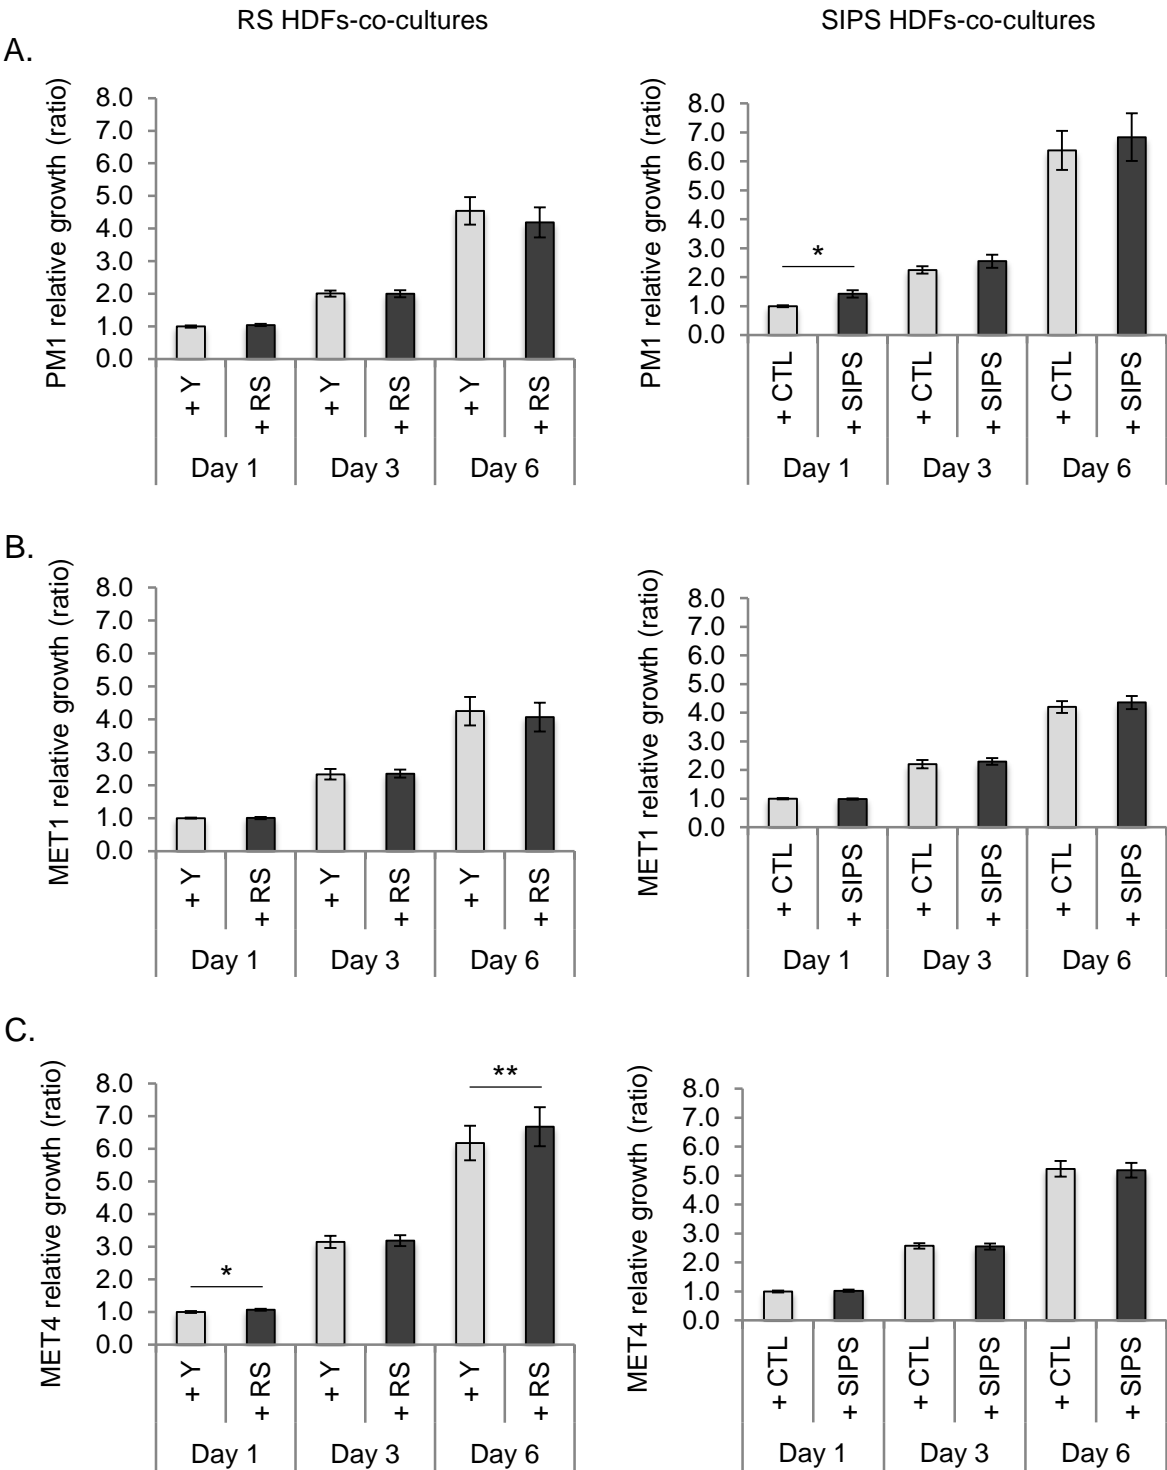 RS HDFs-co-cultures
SIPS HDFs-co-cultures
A.
PM1 relative growth (ratio)
8.0
7.0
6.0
5.0
4.0
3.0
2.0
1.0
0.0
+ Y
+ RS
+ Y
+ RS
+ Y
+ RS
Day 1
Day 3
Day 6
PM1 relative growth (ratio)
8.0
7.0
6.0
5.0
4.0
3.0
2.0
1.0
0.0
*
+ CTL
+ SIPS
+ CTL
+ SIPS
+ CTL
+ SIPS
Day 1
Day 3
Day 6
B.
MET1 relative growth (ratio)
8.0
7.0
6.0
5.0
4.0
3.0
2.0
1.0
0.0
+ Y
+ RS
+ Y
+ RS
+ Y
+ RS
Day 1
Day 3
Day 6
MET1 relative growth (ratio)
8.0
7.0
6.0
5.0
4.0
3.0
2.0
1.0
0.0
+ CTL
+ SIPS
+ CTL
+ SIPS
+ CTL
+ SIPS
Day 1
Day 3
Day 6
C.
MET4 relative growth (ratio)
8.0
7.0
6.0
5.0
4.0
3.0
2.0
1.0
0.0
*
**
+ Y
+ RS
+ Y
+ RS
+ Y
+ RS
Day 1
Day 3
Day 6
MET4 relative growth (ratio)
8.0
7.0
6.0
5.0
4.0
3.0
2.0
1.0
0.0
+ CTL
+ SIPS
+ CTL
+ SIPS
+ CTL
+ SIPS
Day 1
Day 3
Day 6